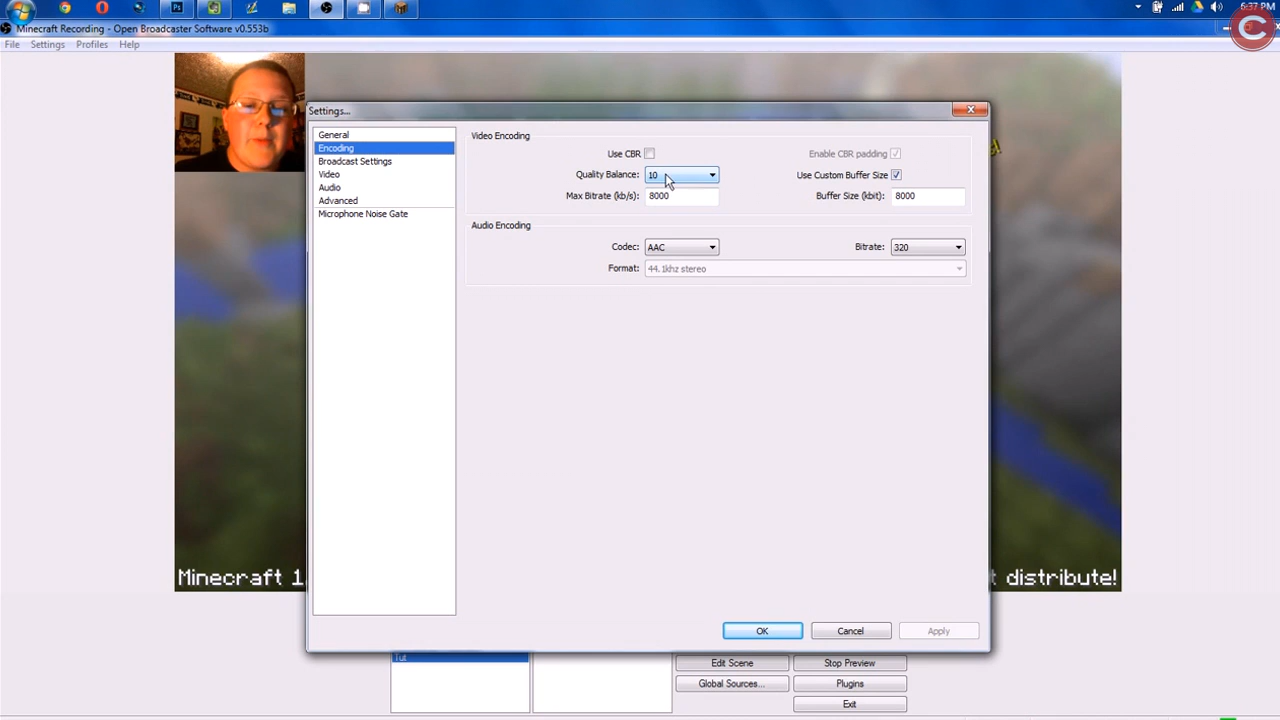 6:37 PM
Minecraft Recording - Open Broadcaster Software v0.553b
File Settings Profiles Help
C
Settings...
General
Encoding
Broadcast Settings
Video
Audio
Advanced
Microphone Noise Gate
Video Encoding
Use CBR
Enable CBR padding
Quality Balance: 10
Use Custom Buffer Size
Max Bitrate (kb/s): 8000
Buffer Size (kbit): 8000
Audio Encoding
Codec: AAC
Bitrate: 320
Format: 44.1khz stereo
Minecraft 1
t distribute!
OK
Cancel
Apply
Tut
Edit Scene
Stop Preview
Global Sources...
Plugins
Exit